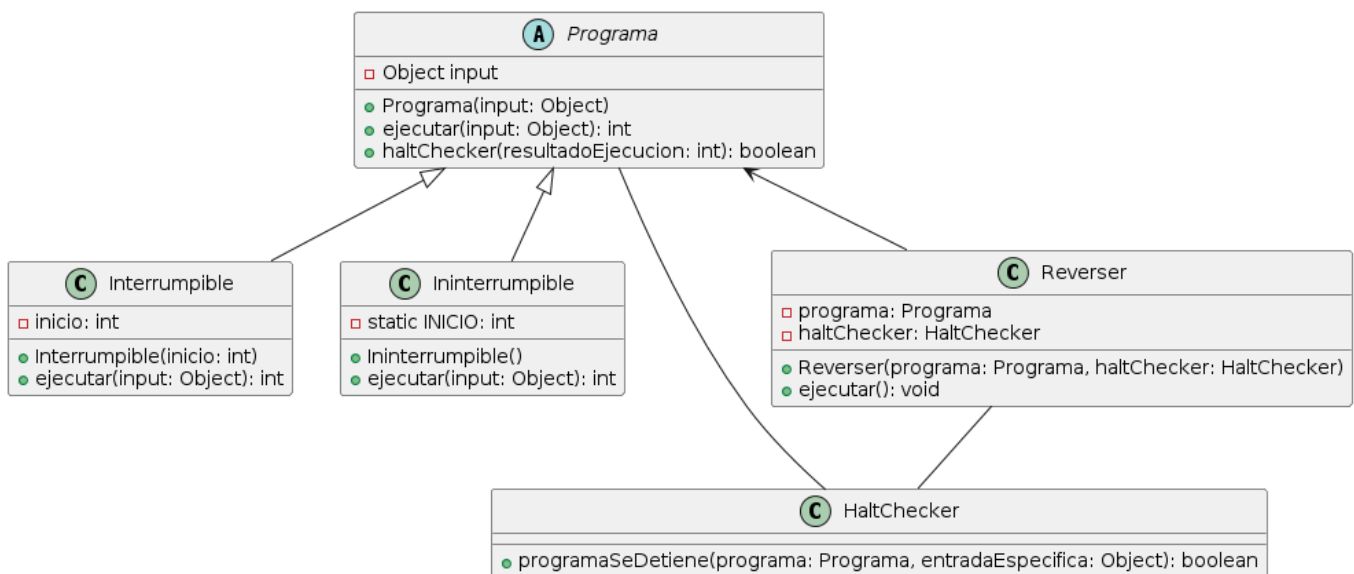 A Programa
Object input
Programa(input: Object)
ejecutar(input: Object): int
haltChecker(resultadoEjecucion: int): boolean
C Interrumpible
inicio: int
Interrumpible(inicio: int)
ejecutar(input: Object): int
C Ininterrumpible
static INICIO: int
Ininterrumpible()
ejecutar(input: Object): int
C Reverser
programa: Programa
haltChecker: HaltChecker
Reverser(programa: Programa, haltChecker: HaltChecker)
ejecutar(): void
C HaltChecker
programaSeDetiene(programa: Programa, entradaEspecifica: Object): boolean